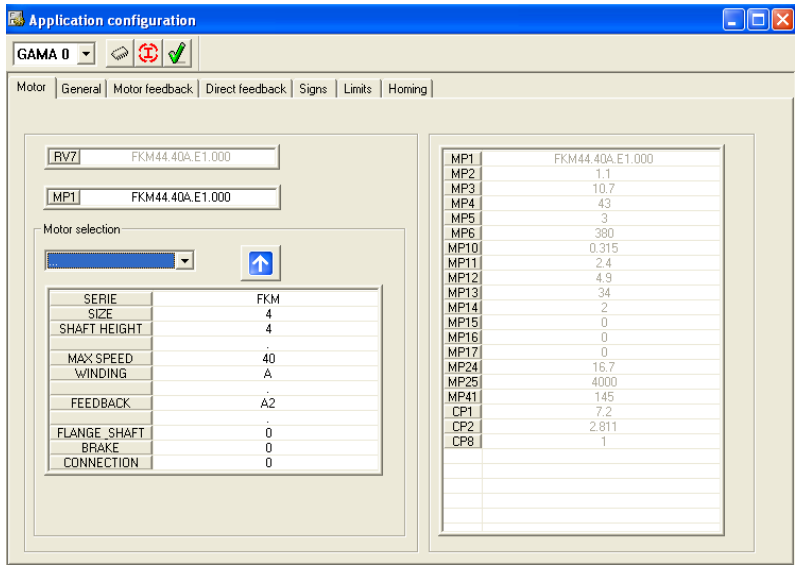 Application configuration
GAMA 0
Motor General Motor feedback Direct feedback Signs Limits Homing
RV7 FKM44.40A.E1.000
MP1 FKM44.40A.E1.000
Motor selection
...
SERIE FKM
SIZE 4
SHAFT HEIGHT 4
.
MAX SPEED 40
WINDING A
.
FEEDBACK A2
.
FLANGE_SHAFT 0
BRAKE 0
CONNECTION 0
MP1 FKM44.40A.E1.000
MP2 1.1
MP3 10.7
MP4 43
MP5 3
MP6 380
MP10 0.315
MP11 2.4
MP12 4.9
MP13 34
MP14 2
MP15 0
MP16 0
MP17 0
MP24 16.7
MP25 4000
MP41 145
CP1 7.2
CP2 2.811
CP8 1